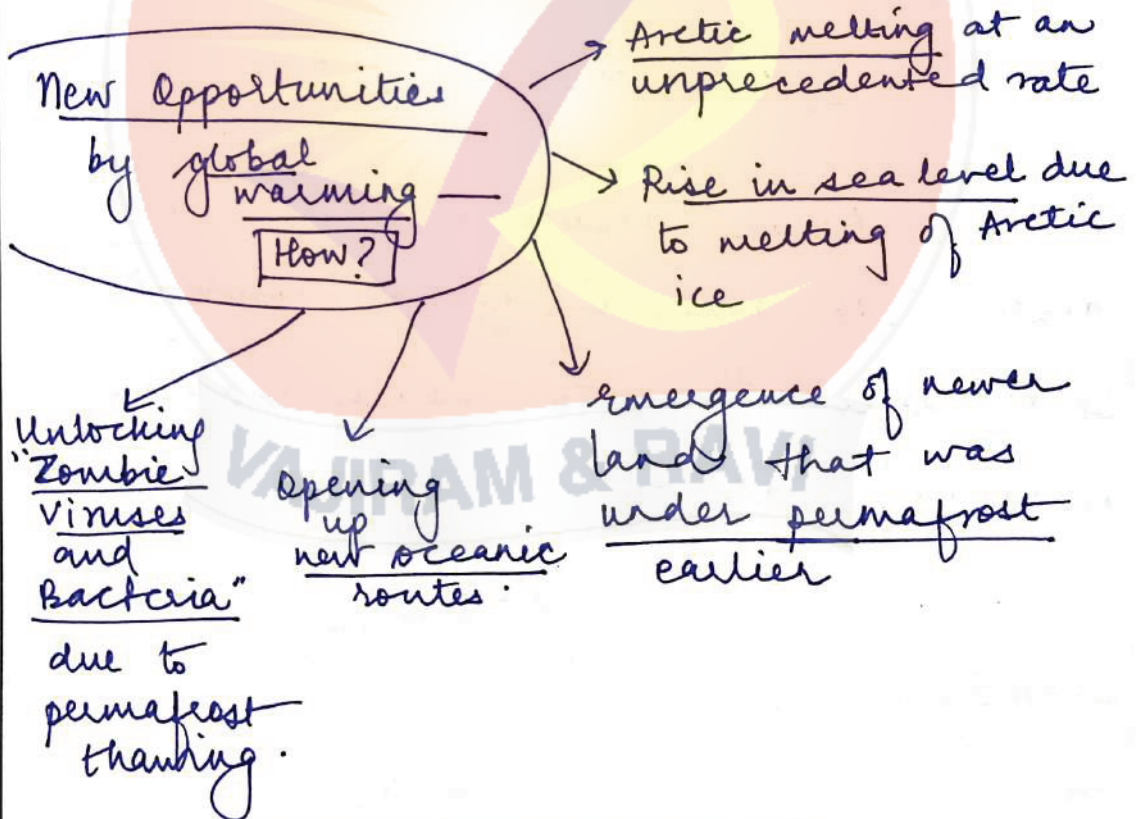 New Opportunities
by global
warming
How?
Arctic melting at an
unprecedented rate
Rise in sea level due
to melting of Arctic
ice
emergence of newer
land that was
under permafrost
earlier
Opening
up
new oceanic
routes.
Unlocking
"Zombie
Viruses
and
Bacteria"
due to
permafrost
thawing.
VAJIRAM & RAVI